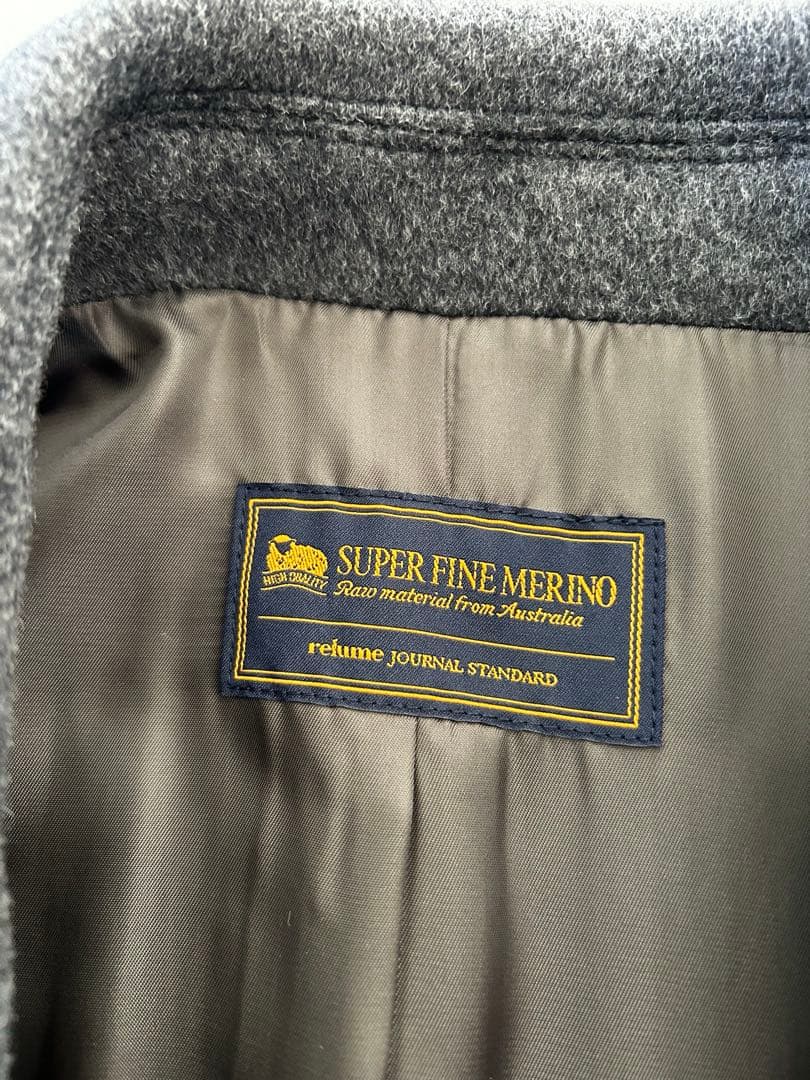 SUPER FINE MERINO
HIGH QUALITY
Raw material from Australia
relume JOURNAL STANDARD